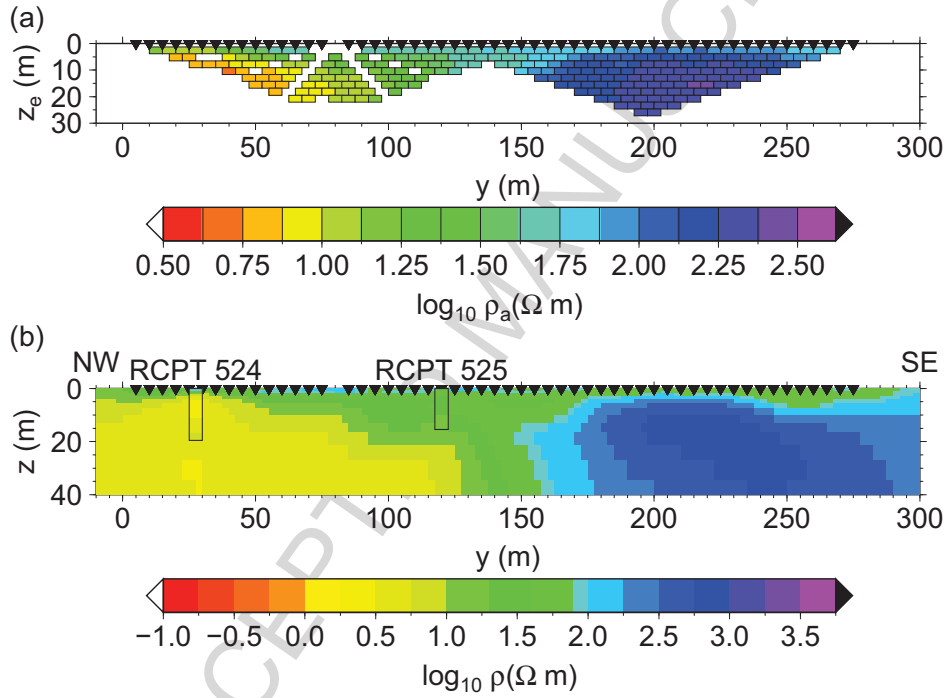 (a)
0
10
20
30
z_e (m)
0 50 100 150 200 250 300
y (m)
0.50 0.75 1.00 1.25 1.50 1.75 2.00 2.25 2.50
log₁₀ ρₐ(Ω m)
(b)
NW RCPT 524 RCPT 525 SE
0
20
40
z (m)
0 50 100 150 200 250 300
y (m)
−1.0 −0.5 0.0 0.5 1.0 1.5 2.0 2.5 3.0 3.5
log₁₀ ρ(Ω m)
CEPTED MANUSC